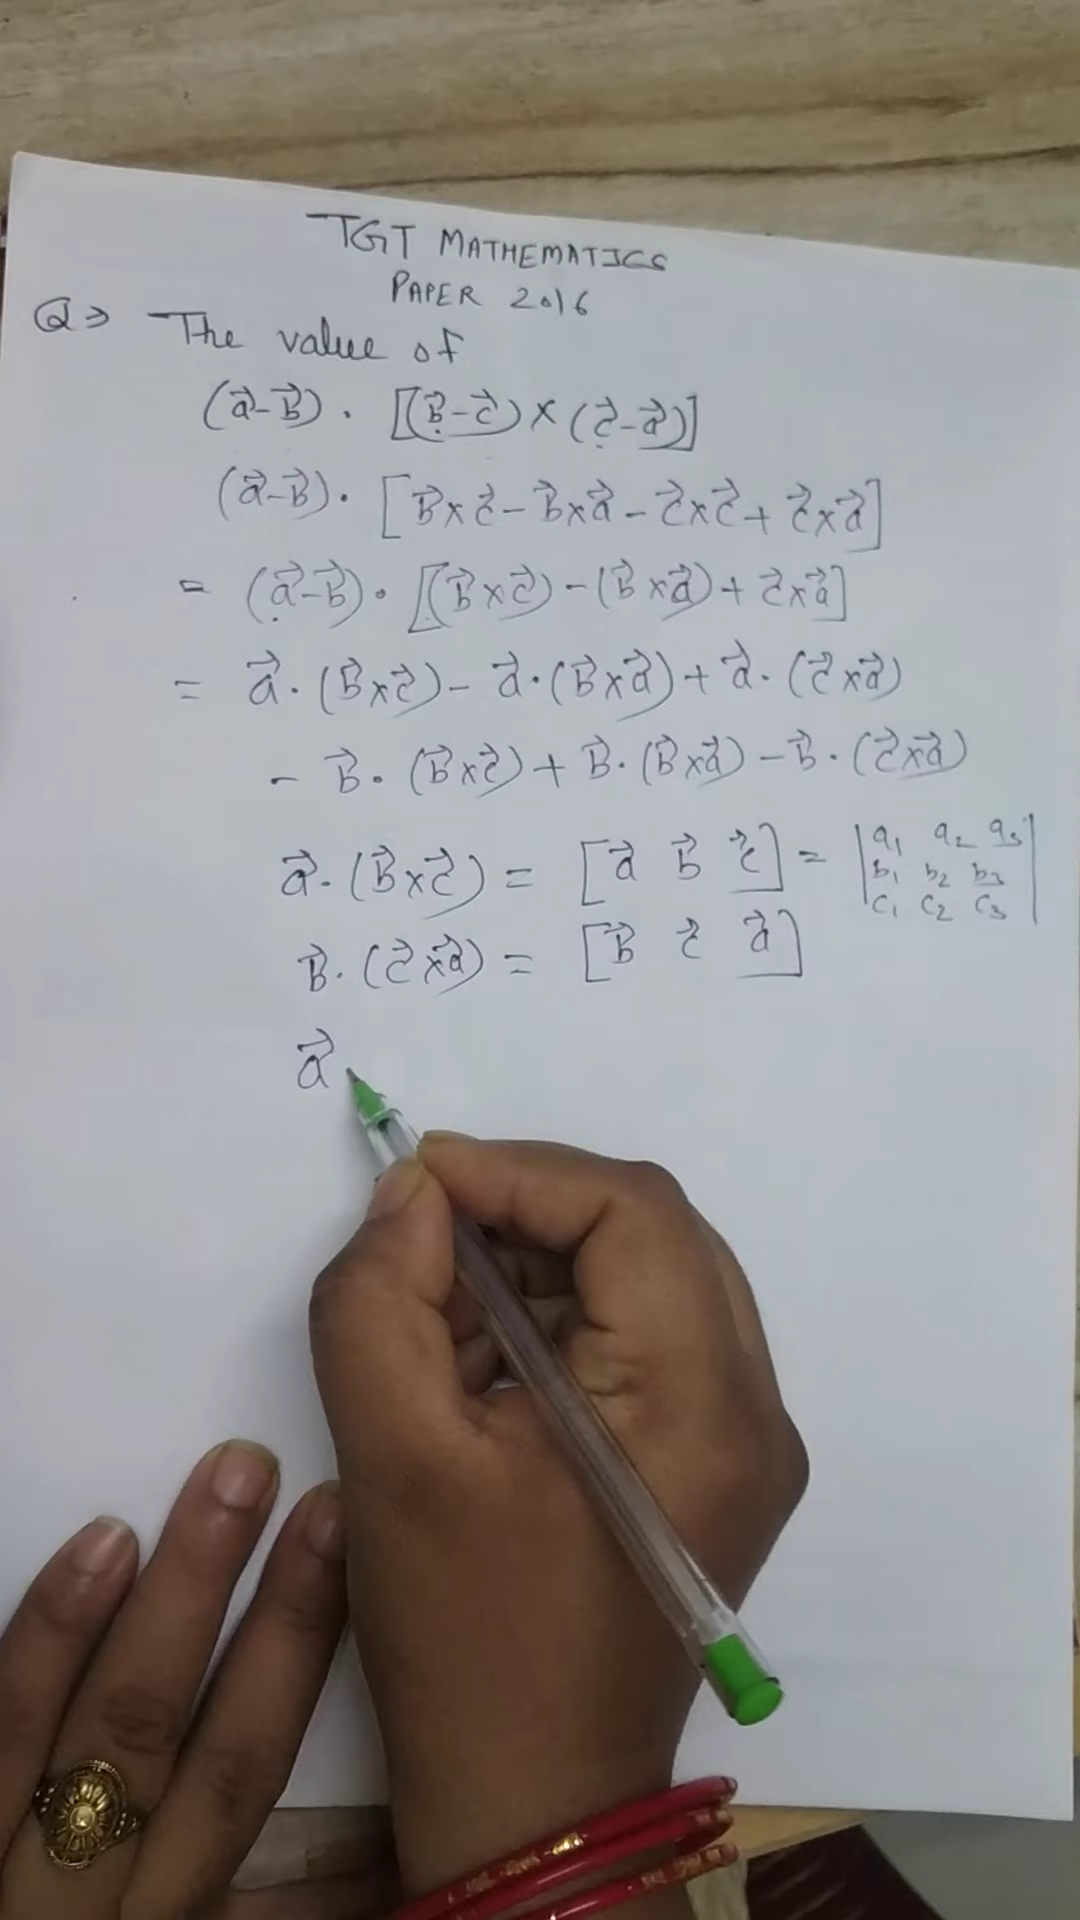 TGT MATHEMATICS
PAPER 2016
Q⇒ The value of
(a⃗-b⃗). [(b⃗-c⃗)×(c⃗-a⃗)]
(a⃗-b⃗). [b⃗×c⃗-b⃗×a⃗-c⃗×c⃗+c⃗×a⃗]
= (a⃗-b⃗). [(b⃗×c⃗)-(b⃗×a⃗)+c⃗×a⃗]
= a⃗.(b⃗×c⃗)-a⃗.(b⃗×a⃗)+a⃗.(c⃗×a⃗)
- b⃗.(b⃗×c⃗)+b⃗.(b⃗×a⃗)-b⃗.(c⃗×a⃗)
a⃗.(b⃗×c⃗) = [a⃗ b⃗ c⃗] = |a₁ a₂ a₃
b₁ b₂ b₃
c₁ c₂ c₃|
b⃗.(c⃗×a⃗) = [b⃗ c⃗ a⃗]
a⃗.